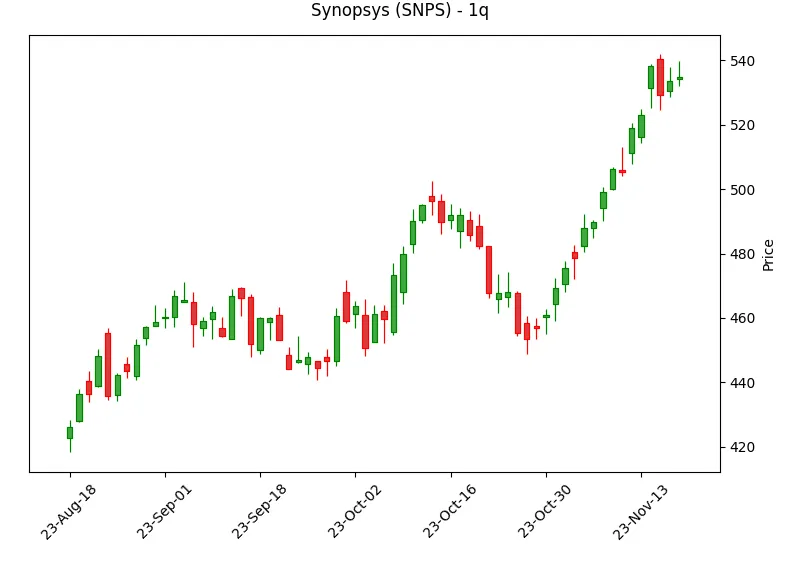 Synopsys (SNPS) - 1q
540
520
500
480
460
440
420
Price
23-Aug-18
23-Sep-01
23-Sep-18
23-Oct-02
23-Oct-16
23-Oct-30
23-Nov-13